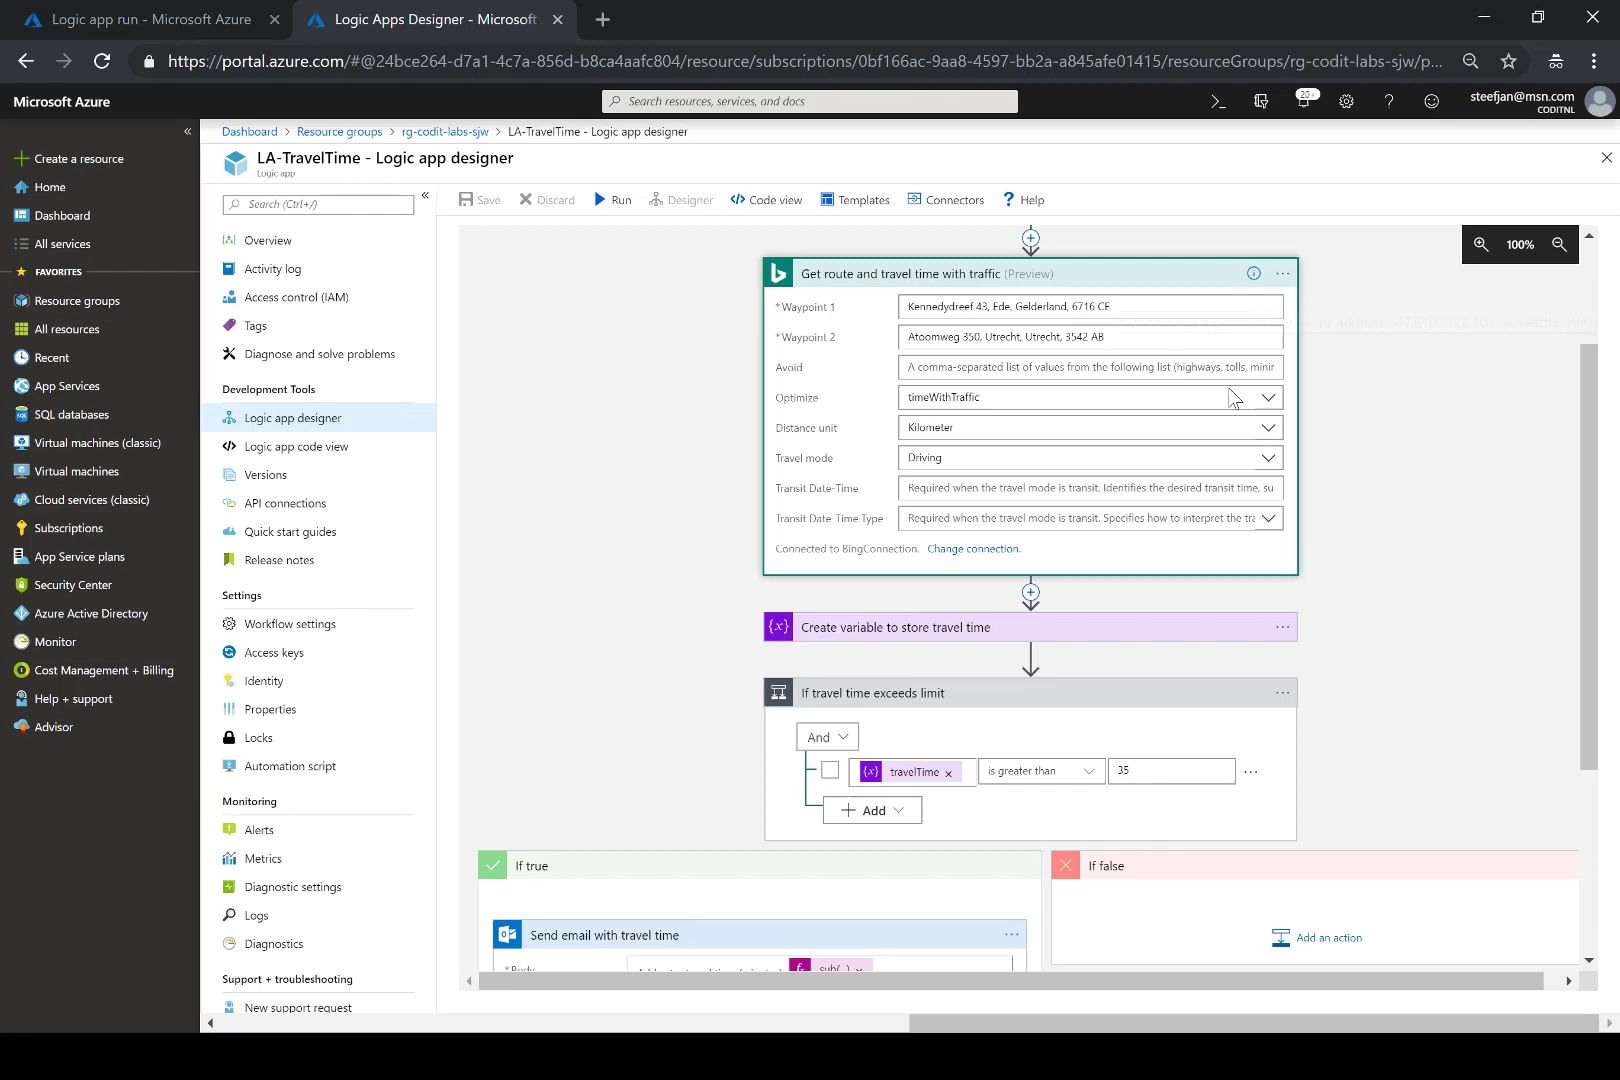 Logic app run - Microsoft Azure
Logic Apps Designer - Microsoft
https://portal.azure.com/#@24bce264-d7a1-4c7a-856d-b8ca4aafc804/resource/subscriptions/0bf166ac-9aa8-4597-bb2a-a845afe01415/resourceGroups/rg-codit-labs-sjw/p...
Microsoft Azure
Search resources, services, and docs
20+
steefjan@msn.com
CODITNL
Dashboard > Resource groups > rg-codit-labs-sjw > LA-TravelTime - Logic app designer
LA-TravelTime - Logic app designer
Logic app
Create a resource
Home
Dashboard
All services
FAVORITES
Resource groups
All resources
Recent
App Services
SQL databases
Virtual machines (classic)
Virtual machines
Cloud services (classic)
Subscriptions
App Service plans
Security Center
Azure Active Directory
Monitor
Cost Management + Billing
Help + support
Advisor
Search (Ctrl+/)
Overview
Activity log
Access control (IAM)
Tags
Diagnose and solve problems
Development Tools
Logic app designer
Logic app code view
Versions
API connections
Quick start guides
Release notes
Settings
Workflow settings
Access keys
Identity
Properties
Locks
Automation script
Monitoring
Alerts
Metrics
Diagnostic settings
Logs
Diagnostics
Support + troubleshooting
New support request
Save
Discard
Run
Designer
Code view
Templates
Connectors
Help
100%
Get route and travel time with traffic (Preview)
* Waypoint 1
Kennedydreef 43, Ede, Gelderland, 6716 CE
* Waypoint 2
Atoomweg 350, Utrecht, Utrecht, 3542 AB
Avoid
A comma-separated list of values from the following list (highways, tolls, minir
Optimize
timeWithTraffic
Distance unit
Kilometer
Travel mode
Driving
Transit Date-Time
Required when the travel mode is transit. Identifies the desired transit time, su
Transit Date-Time Type
Required when the travel mode is transit. Specifies how to interpret the tra
Connected to BingConnection. Change connection.
{x} Create variable to store travel time
If travel time exceeds limit
And
{x} travelTime ×
is greater than
35
+ Add
If true
Send email with travel time
* Body
sub(..) ×
If false
Add an action